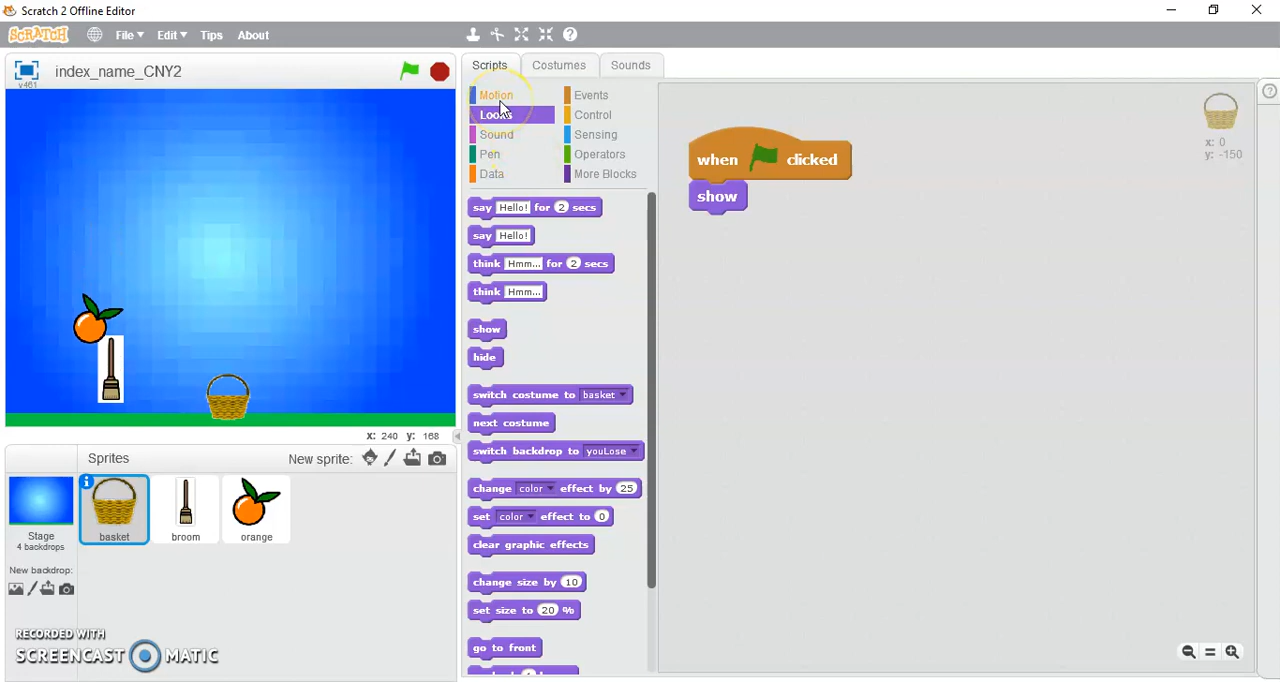 Scratch 2 Offline Editor
SCRATCH File Edit Tips About
v461
index_name_CNY2
Scripts Costumes Sounds
Motion Events
Looks Control
Sound Sensing
Pen Operators
Data More Blocks
say Hello! for 2 secs
say Hello!
think Hmm... for 2 secs
think Hmm...
show
hide
switch costume to basket
next costume
switch backdrop to youLose
change color effect by 25
set color effect to 0
clear graphic effects
change size by 10
set size to 20 %
go to front
when clicked
show
x: 0
y: -150
x: 240 y: 168
Sprites New sprite:
Stage
4 backdrops
New backdrop:
basket
broom
orange
RECORDED WITH
SCREENCAST MATIC